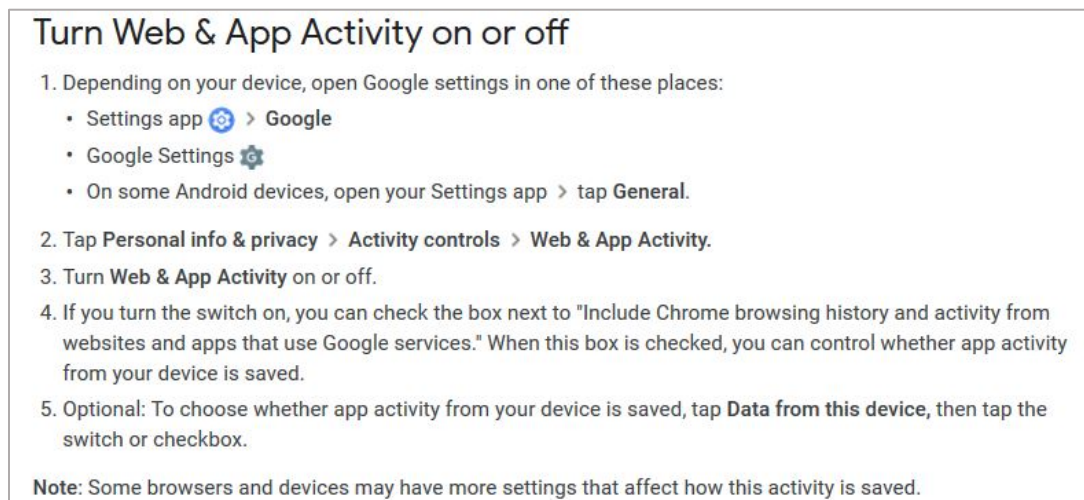 Turn Web & App Activity on or off
1. Depending on your device, open Google settings in one of these places:
• Settings app > Google
• Google Settings
• On some Android devices, open your Settings app > tap General.
2. Tap Personal info & privacy > Activity controls > Web & App Activity.
3. Turn Web & App Activity on or off.
4. If you turn the switch on, you can check the box next to "Include Chrome browsing history and activity from
websites and apps that use Google services." When this box is checked, you can control whether app activity
from your device is saved.
5. Optional: To choose whether app activity from your device is saved, tap Data from this device, then tap the
switch or checkbox.
Note: Some browsers and devices may have more settings that affect how this activity is saved.